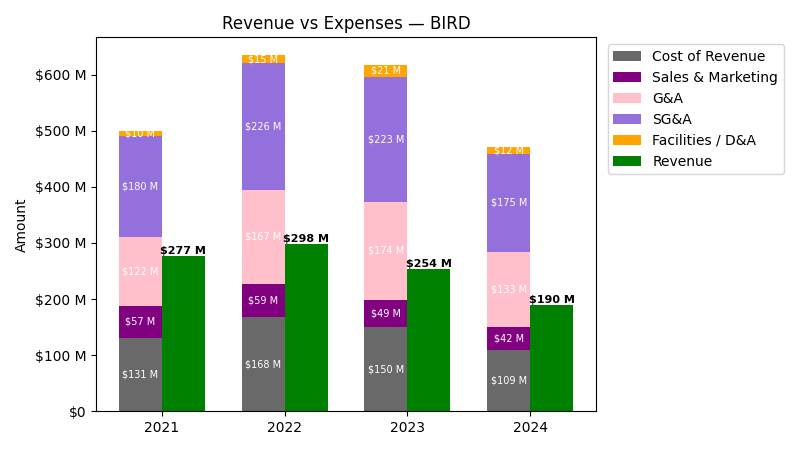 Revenue vs Expenses — BIRD
Amount
$600 M
$500 M
$400 M
$300 M
$200 M
$100 M
$0
$10 M
$180 M
$122 M
$57 M
$131 M
$277 M
$15 M
$226 M
$167 M
$59 M
$168 M
$298 M
$21 M
$223 M
$174 M
$49 M
$150 M
$254 M
$12 M
$175 M
$133 M
$42 M
$109 M
$190 M
2021
2022
2023
2024
Cost of Revenue
Sales & Marketing
G&A
SG&A
Facilities / D&A
Revenue